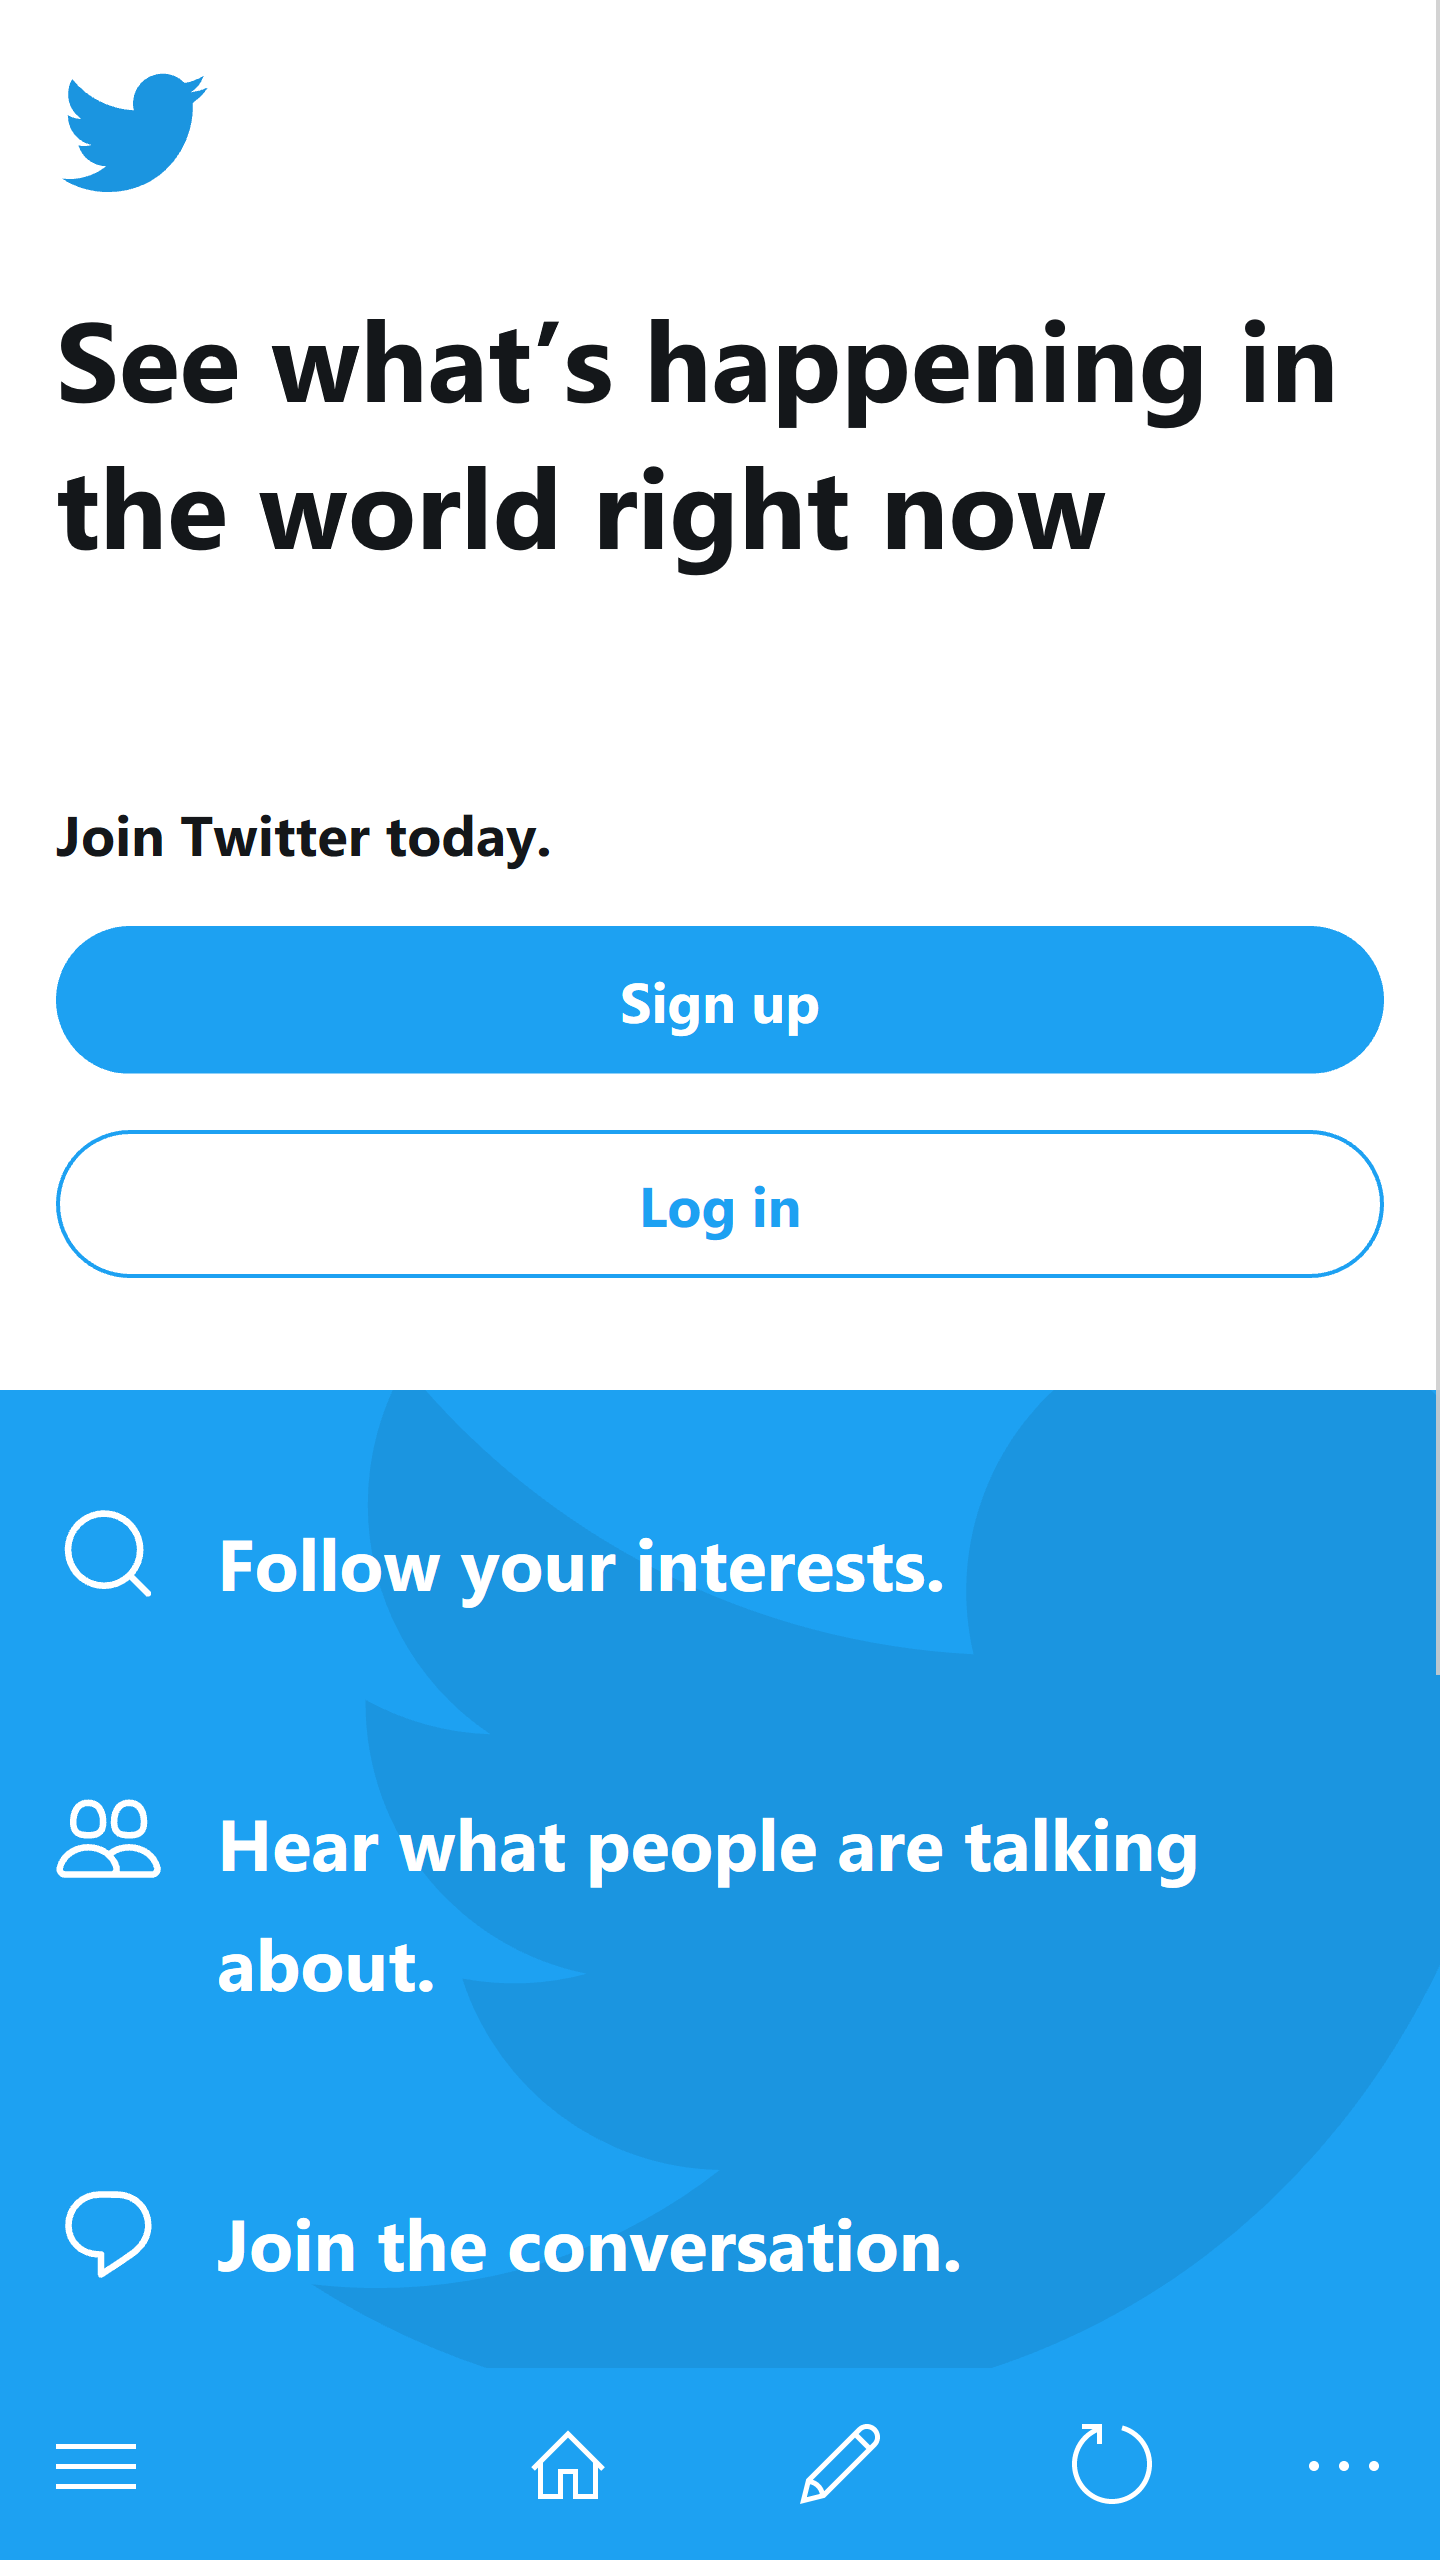 See what’s happening in
the world right now
Join Twitter today.
Sign up
Log in
Follow your interests.
Hear what people are talking
about.
Join the conversation.